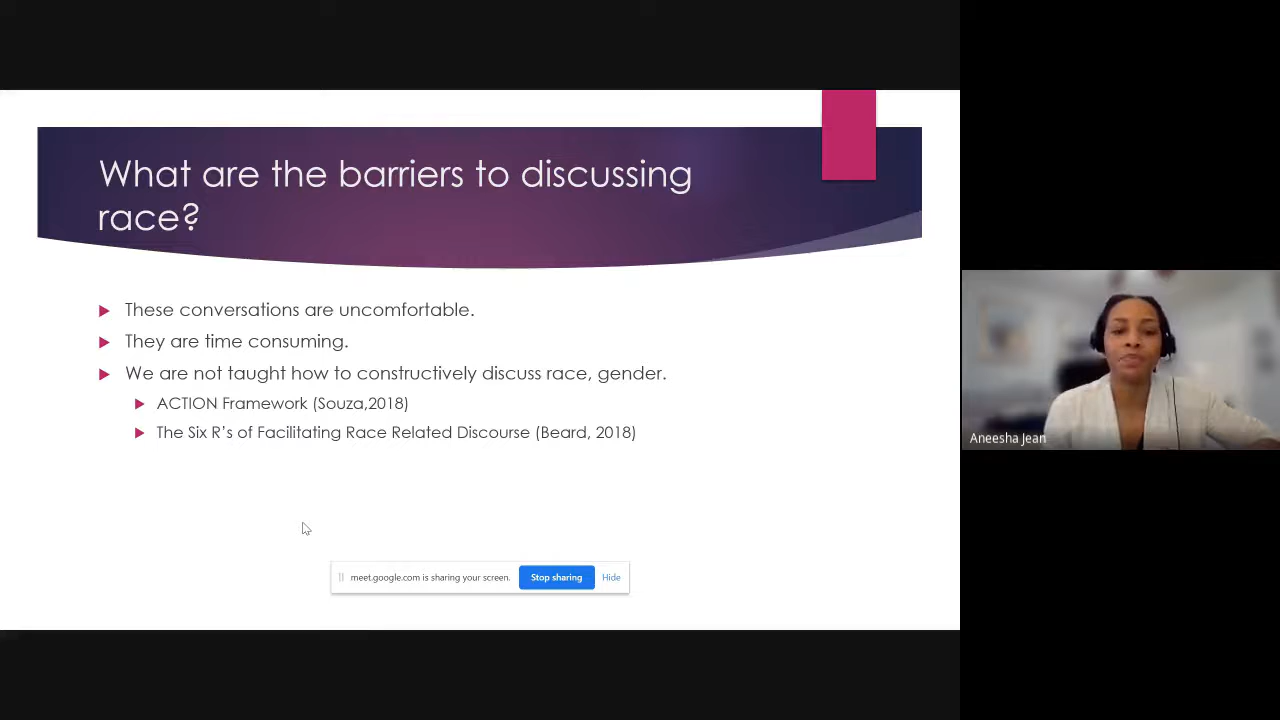 What are the barriers to discussing
race?
These conversations are uncomfortable.
They are time consuming.
We are not taught how to constructively discuss race, gender.
ACTION Framework (Souza,2018)
The Six R's of Facilitating Race Related Discourse (Beard, 2018)
meet.google.com is sharing your screen.
Stop sharing
Hide
Aneesha Jean